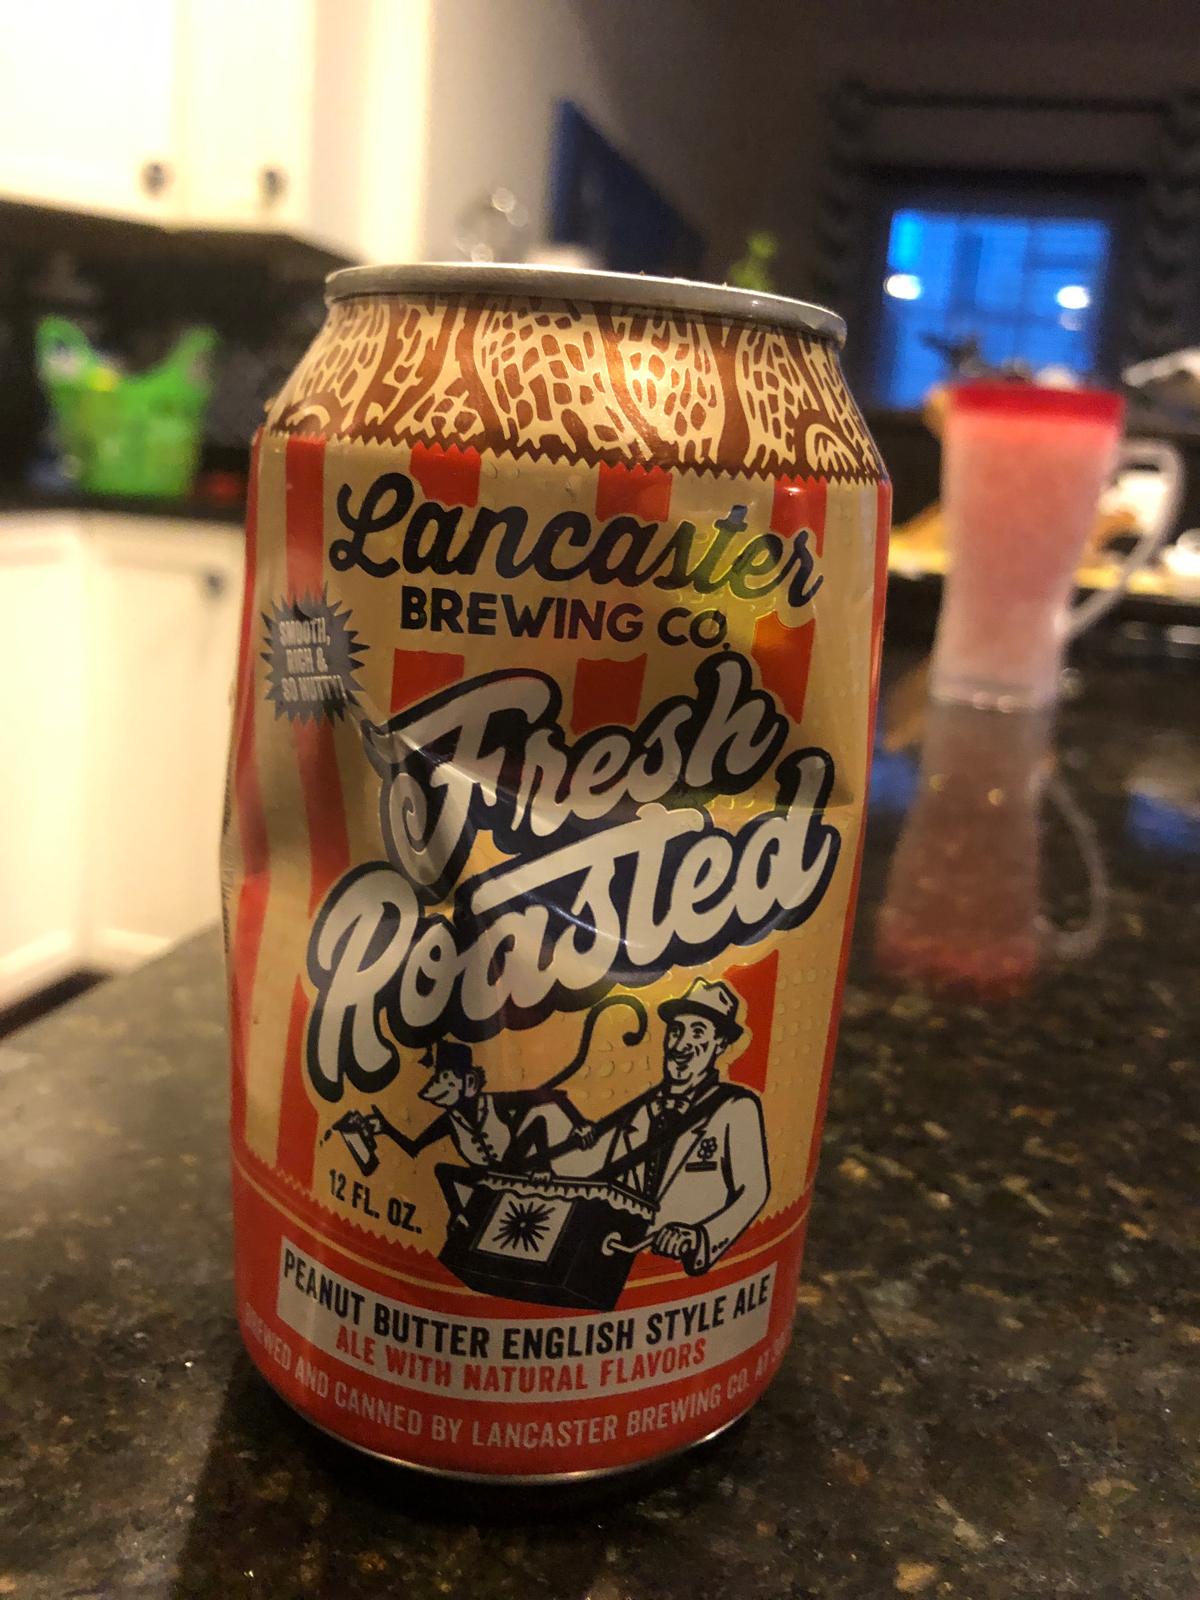 Lancaster
BREWING CO.
SMOOTH,
RICH &
SO NUTTY!
Fresh
Roasted
12 FL. OZ.
PEANUT BUTTER ENGLISH STYLE ALE
ALE WITH NATURAL FLAVORS
BREWED AND CANNED BY LANCASTER BREWING CO. AT